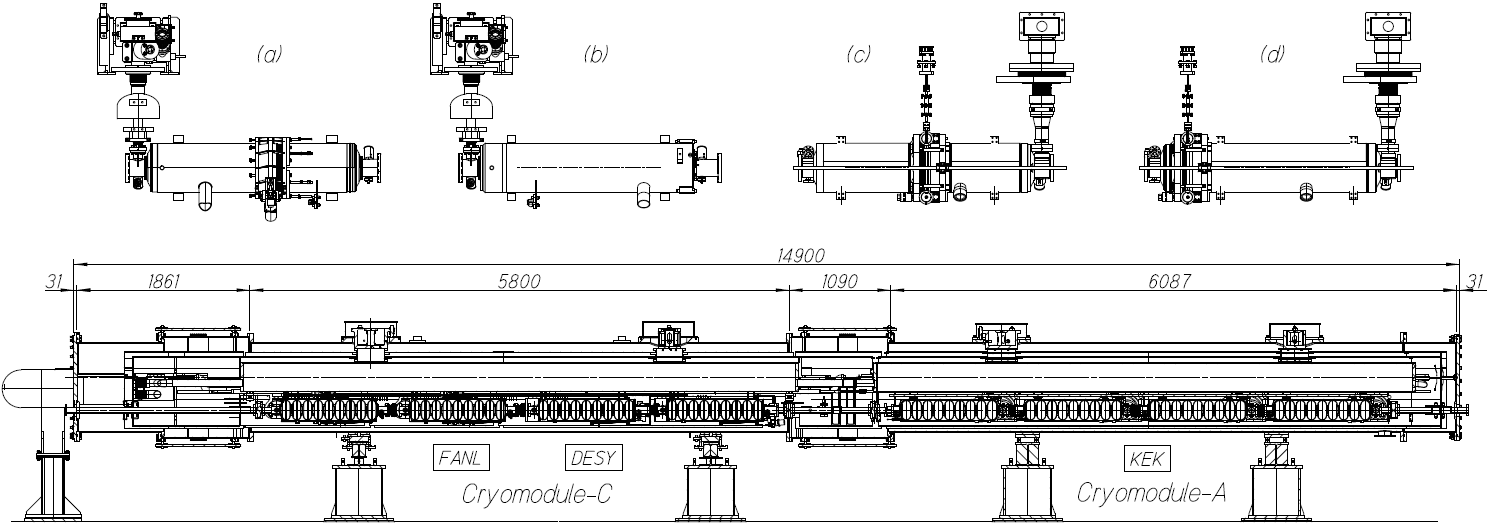 (a)
(b)
(c)
(d)
14900
31
1861
5800
1090
6087
31
FANL
DESY
KEK
Cryomodule-C
Cryomodule-A